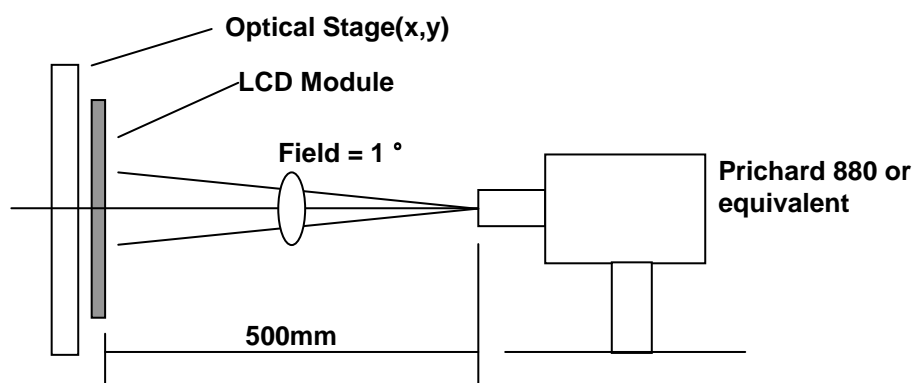 Optical Stage(x,y)
LCD Module
Field = 1 °
Prichard 880 or
equivalent
500mm